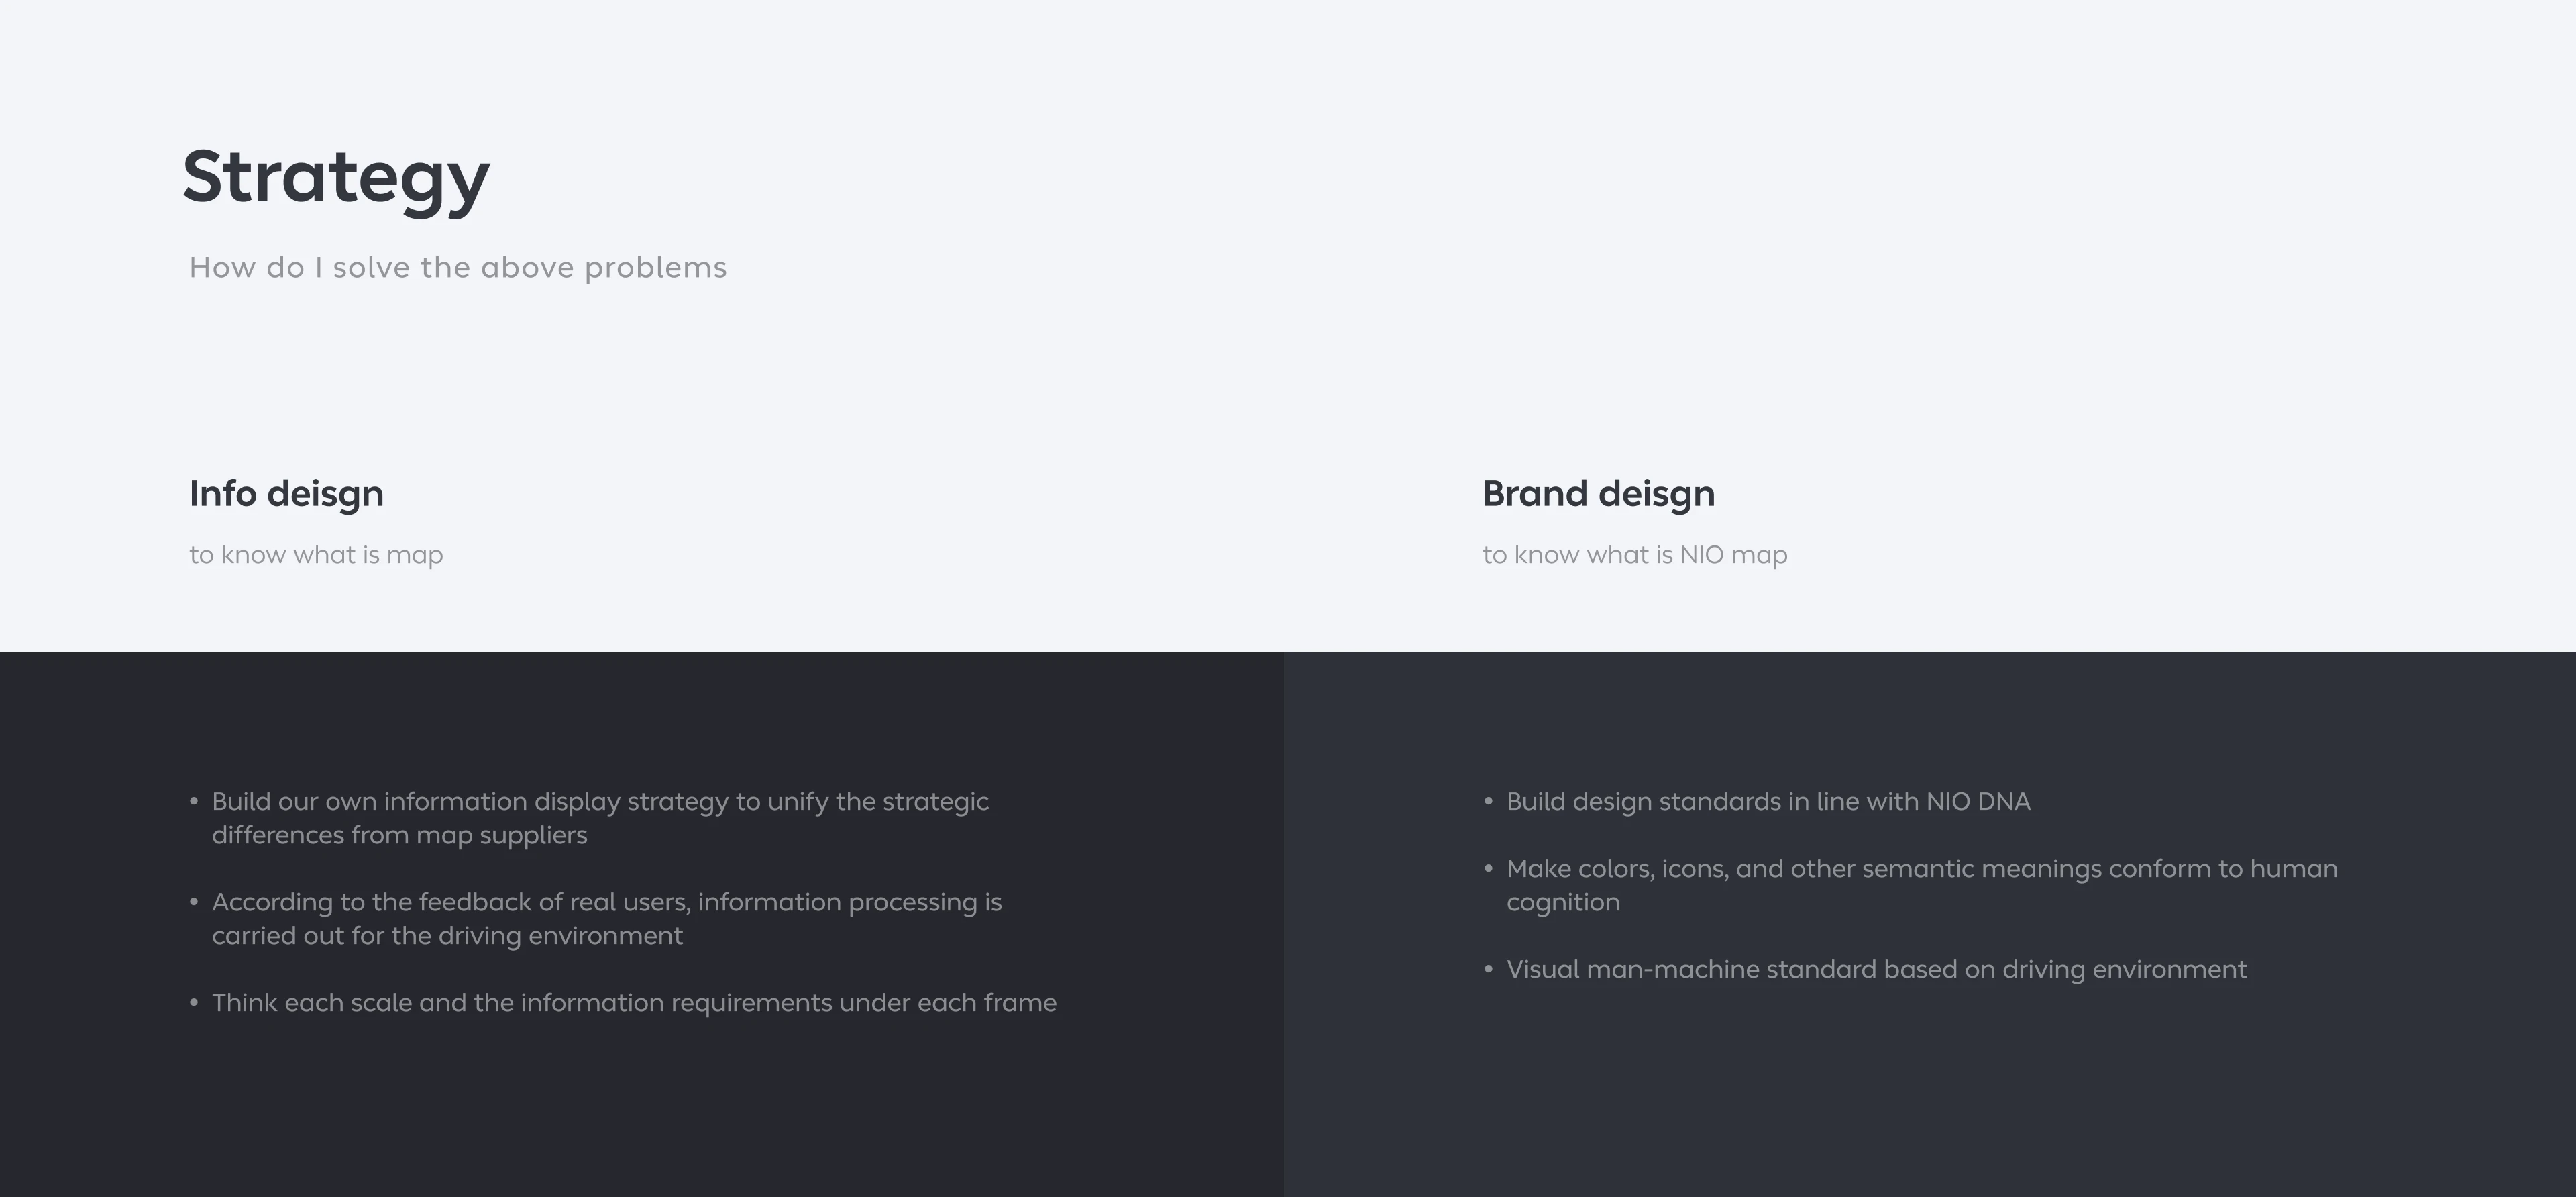 Strategy
How do I solve the above problems
Info deisgn
to know what is map
Brand deisgn
to know what is NIO map
• Build our own information display strategy to unify the strategic
differences from map suppliers
• According to the feedback of real users, information processing is
carried out for the driving environment
• Think each scale and the information requirements under each frame
• Build design standards in line with NIO DNA
• Make colors, icons, and other semantic meanings conform to human
cognition
• Visual man-machine standard based on driving environment